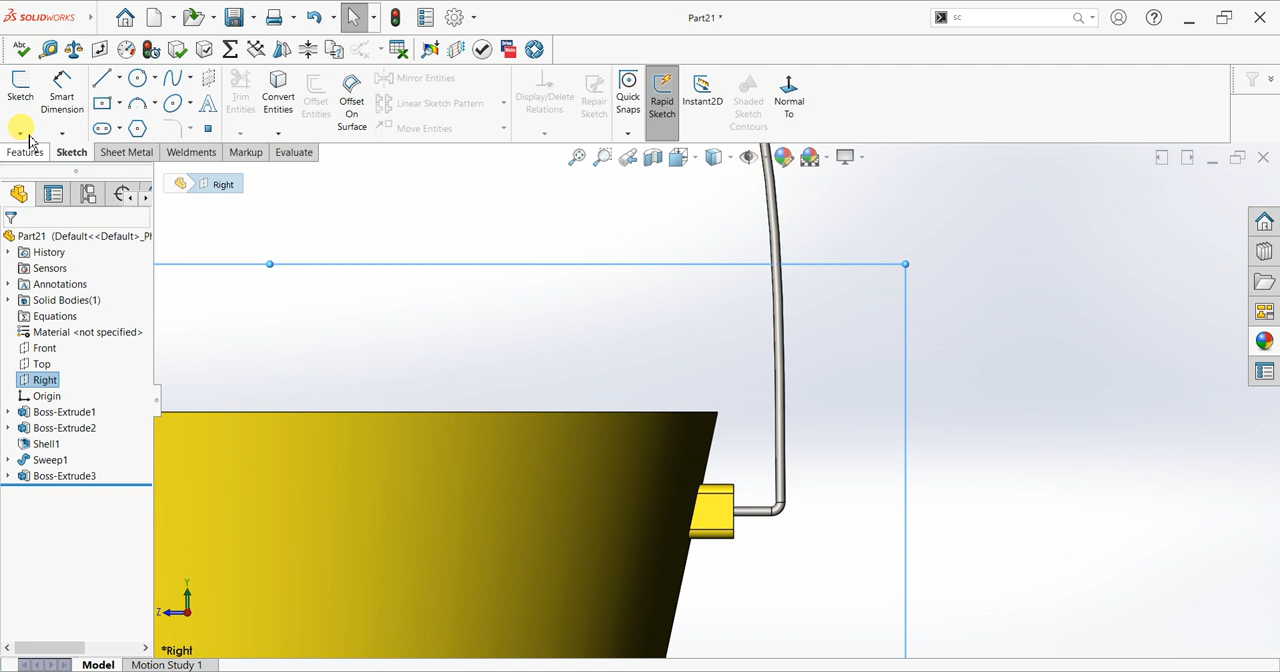 SOLIDWORKS
Part21 *
sc
Sketch
Smart Dimension
Trim Entities
Convert Entities
Offset Entities
Offset On Surface
Mirror Entities
Linear Sketch Pattern
Move Entities
Display/Delete Relations
Repair Sketch
Quick Snaps
Rapid Sketch
Instant2D
Shaded Sketch Contours
Normal To
Features
Sketch
Sheet Metal
Weldments
Markup
Evaluate
Right
Part21 (Default<<Default>_Ph
History
Sensors
Annotations
Solid Bodies(1)
Equations
Material <not specified>
Front
Top
Right
Origin
Boss-Extrude1
Boss-Extrude2
Shell1
Sweep1
Boss-Extrude3
Y
Z
*Right
Model
Motion Study 1